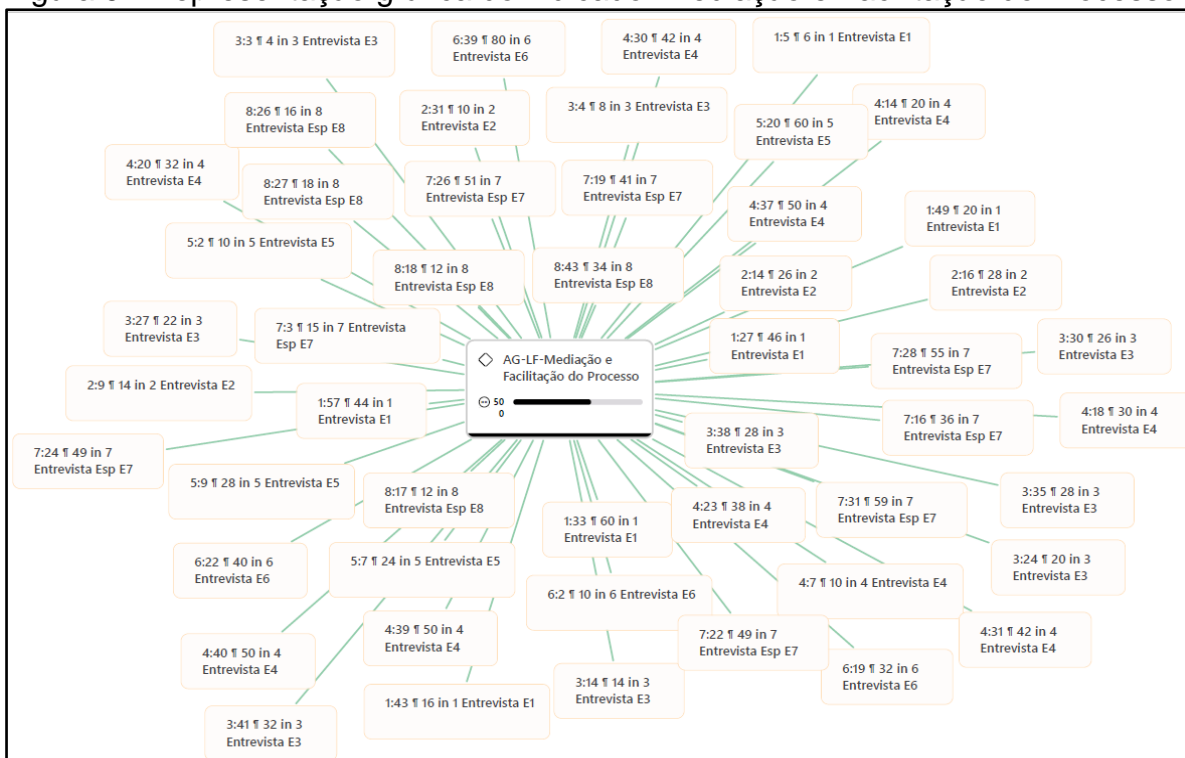 3:3 ¶ 4 in 3 Entrevista E3
6:39 ¶ 80 in 6
Entrevista E6
4:30 ¶ 42 in 4
Entrevista E4
1:5 ¶ 6 in 1 Entrevista E1
8:26 ¶ 16 in 8
Entrevista Esp E8
2:31 ¶ 10 in 2
Entrevista E2
3:4 ¶ 8 in 3 Entrevista E3
5:20 ¶ 60 in 5
Entrevista E5
4:14 ¶ 20 in 4
Entrevista E4
4:20 ¶ 32 in 4
Entrevista E4
8:27 ¶ 18 in 8
Entrevista Esp E8
7:26 ¶ 51 in 7
Entrevista Esp E7
7:19 ¶ 41 in 7
Entrevista Esp E7
4:37 ¶ 50 in 4
Entrevista E4
1:49 ¶ 20 in 1
Entrevista E1
5:2 ¶ 10 in 5 Entrevista E5
8:18 ¶ 12 in 8
Entrevista Esp E8
8:43 ¶ 34 in 8
Entrevista Esp E8
2:14 ¶ 26 in 2
Entrevista E2
2:16 ¶ 28 in 2
Entrevista E2
3:27 ¶ 22 in 3
Entrevista E3
7:3 ¶ 15 in 7 Entrevista
Esp E7
1:27 ¶ 46 in 1
Entrevista E1
7:28 ¶ 55 in 7
Entrevista Esp E7
3:30 ¶ 26 in 3
Entrevista E3
AG-LF-Mediação e
Facilitação do Processo
50
0
2:9 ¶ 14 in 2 Entrevista E2
1:57 ¶ 44 in 1
Entrevista E1
7:16 ¶ 36 in 7
Entrevista Esp E7
4:18 ¶ 30 in 4
Entrevista E4
7:24 ¶ 49 in 7
Entrevista Esp E7
3:38 ¶ 28 in 3
Entrevista E3
5:9 ¶ 28 in 5 Entrevista E5
8:17 ¶ 12 in 8
Entrevista Esp E8
1:33 ¶ 60 in 1
Entrevista E1
4:23 ¶ 38 in 4
Entrevista E4
7:31 ¶ 59 in 7
Entrevista Esp E7
3:35 ¶ 28 in 3
Entrevista E3
6:22 ¶ 40 in 6
Entrevista E6
5:7 ¶ 24 in 5 Entrevista E5
6:2 ¶ 10 in 6 Entrevista E6
4:7 ¶ 10 in 4 Entrevista E4
3:24 ¶ 20 in 3
Entrevista E3
4:40 ¶ 50 in 4
Entrevista E4
4:39 ¶ 50 in 4
Entrevista E4
7:22 ¶ 49 in 7
Entrevista Esp E7
4:31 ¶ 42 in 4
Entrevista E4
3:41 ¶ 32 in 3
Entrevista E3
1:43 ¶ 16 in 1 Entrevista E1
3:14 ¶ 14 in 3
Entrevista E3
6:19 ¶ 32 in 6
Entrevista E6